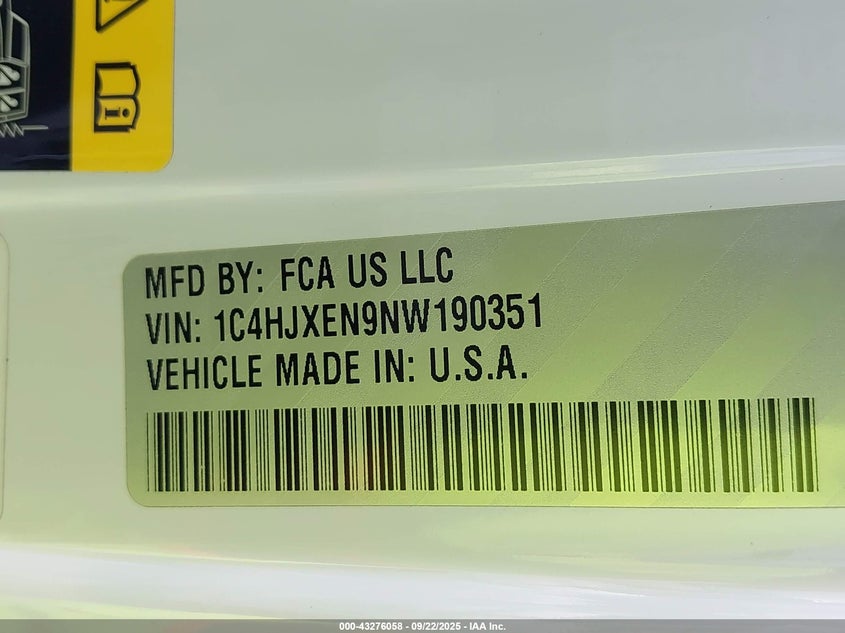 MFD BY: FCA US LLC
VIN: 1C4HJXEN9NW190351
VEHICLE MADE IN: U.S.A.
000-43276058 - 09/22/2025 - IAA Inc.